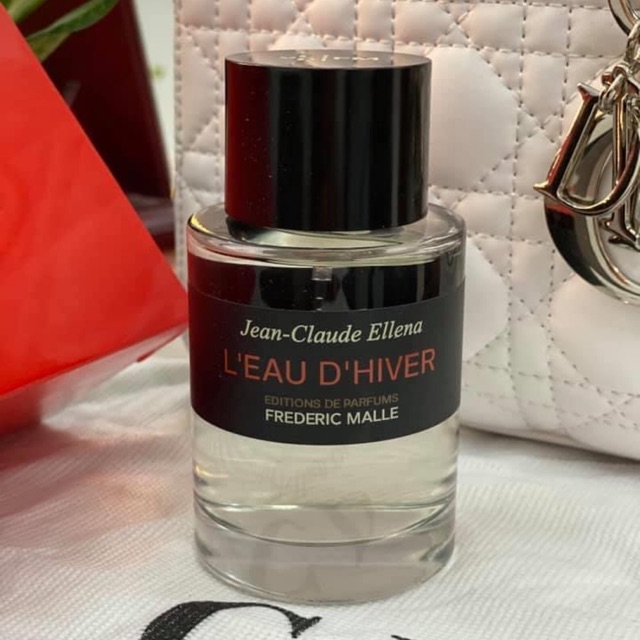 Jean-Claude Ellena
L'EAU D'HIVER
EDITIONS DE PARFUMS
FREDERIC MALLE